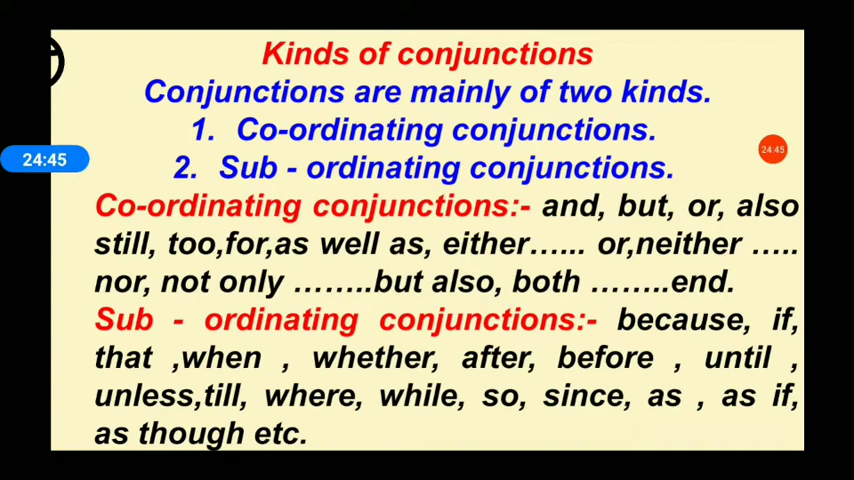 Kinds of conjunctions
Conjunctions are mainly of two kinds.
1. Co-ordinating conjunctions.
24:45
24:45
2. Sub - ordinating conjunctions.
Co-ordinating conjunctions:- and, but, or, also
still, too,for,as well as, either…... or,neither …..
nor, not only ……..but also, both ……..end.
Sub - ordinating conjunctions:- because, if,
that ,when , whether, after, before , until ,
unless,till, where, while, so, since, as , as if,
as though etc.